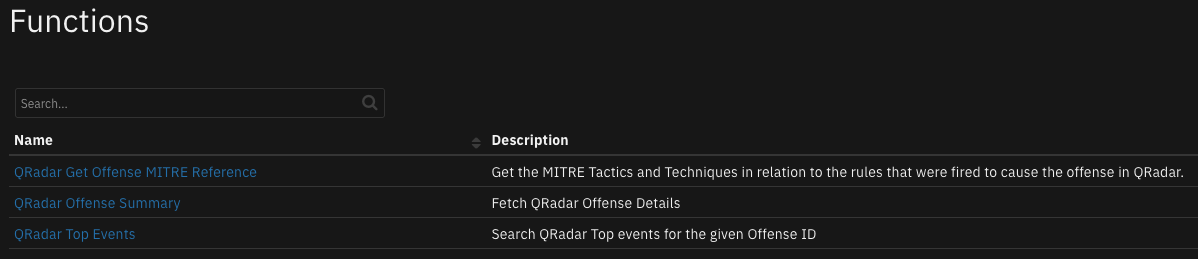 Functions
Search...
Name Description
QRadar Get Offense MITRE Reference Get the MITRE Tactics and Techniques in relation to the rules that were fired to cause the offense in QRadar.
QRadar Offense Summary Fetch QRadar Offense Details
QRadar Top Events Search QRadar Top events for the given Offense ID